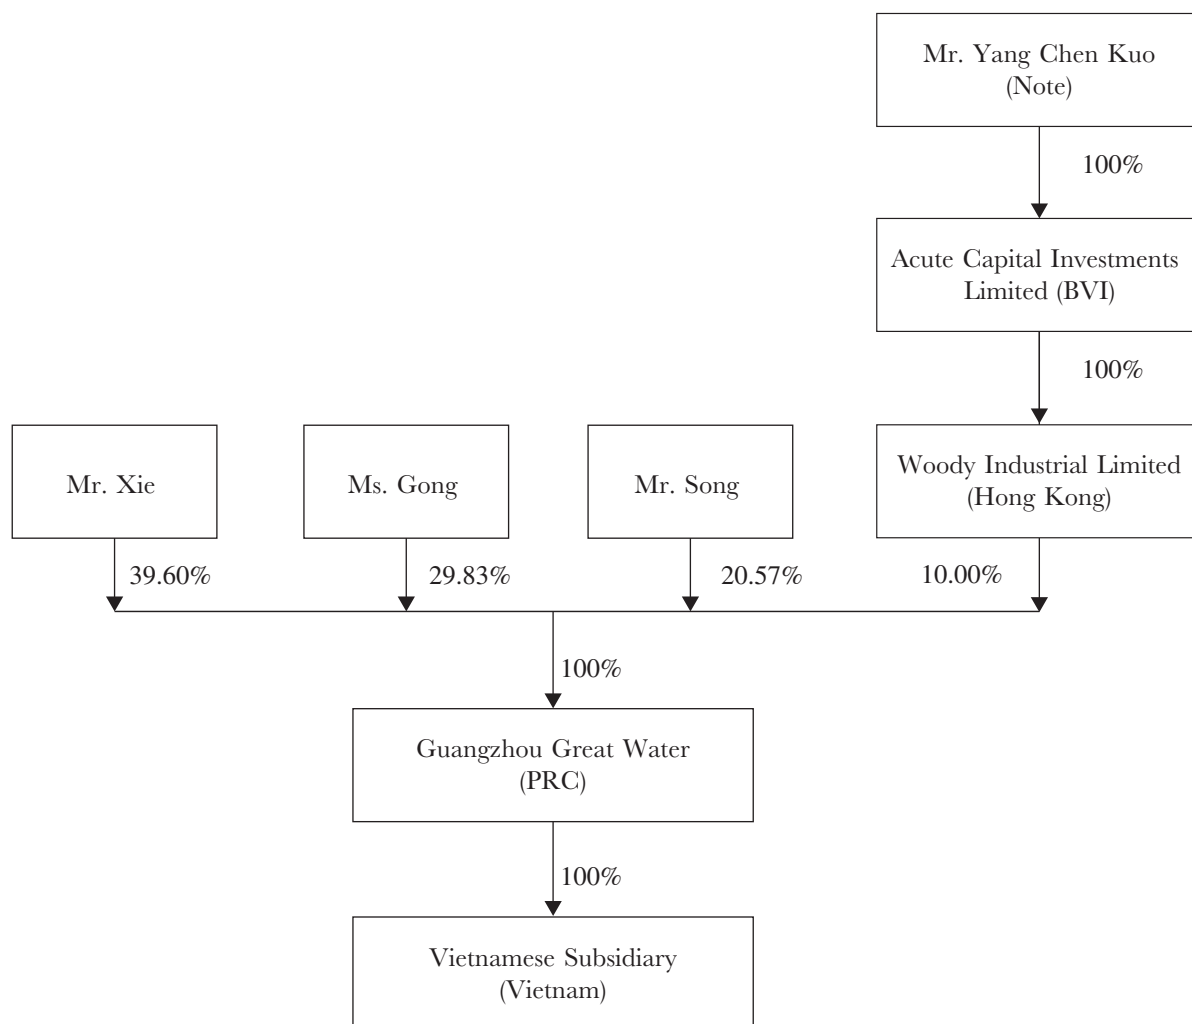 Mr. Yang Chen Kuo
(Note)
100%
Acute Capital Investments
Limited (BVI)
100%
Mr. Xie
Ms. Gong
Mr. Song
Woody Industrial Limited
(Hong Kong)
39.60%
29.83%
20.57%
10.00%
100%
Guangzhou Great Water
(PRC)
100%
Vietnamese Subsidiary
(Vietnam)